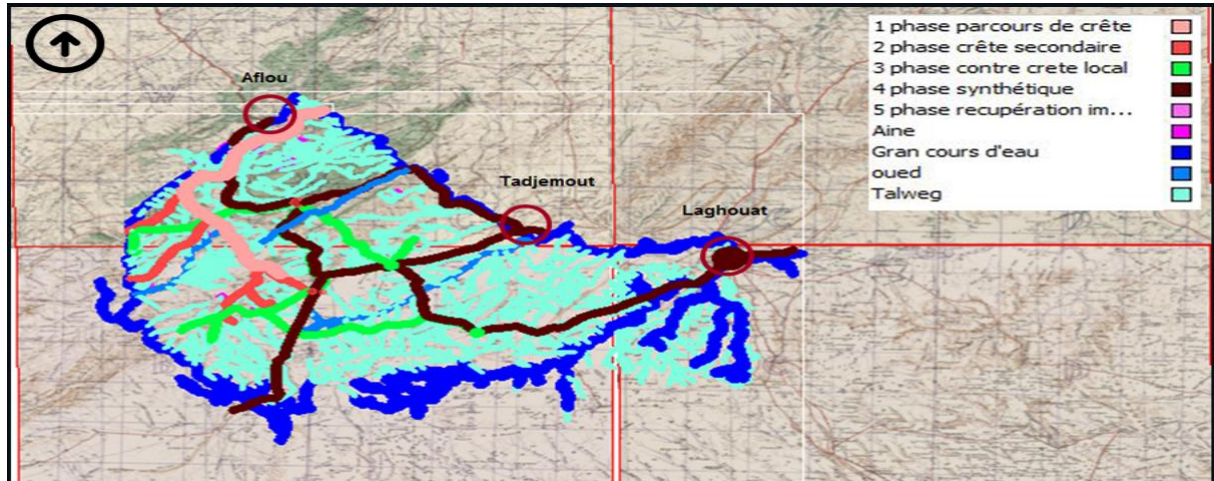 Aflou
Tadjemout
Laghouat
1 phase parcours de crête
2 phase crête secondaire
3 phase contre crete local
4 phase synthétique
5 phase recupération im...
Aine
Gran cours d'eau
oued
Talweg